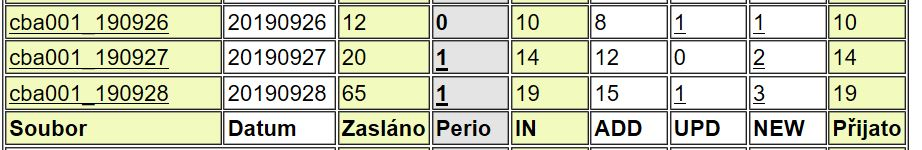 cba001_190926 20190926 12 0 10 8 1 1 10
cba001_190927 20190927 20 1 14 12 0 2 14
cba001_190928 20190928 65 1 19 15 1 3 19
Soubor Datum Zasláno Perio IN ADD UPD NEW Přijato